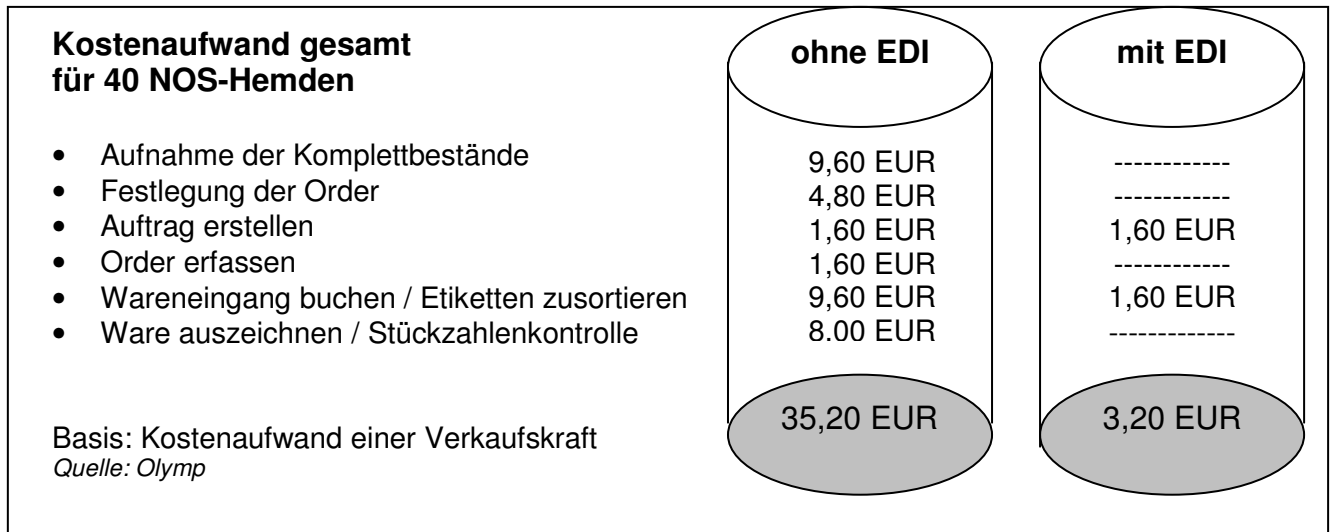 Kostenaufwand gesamt ohne EDI mit EDI
für 40 NOS-Hemden
• Aufnahme der Komplettbestände 9,60 EUR ------------
• Festlegung der Order 4,80 EUR ------------
• Auftrag erstellen 1,60 EUR 1,60 EUR
• Order erfassen 1,60 EUR ------------
• Wareneingang buchen / Etiketten zusortieren 9,60 EUR 1,60 EUR
• Ware auszeichnen / Stückzahlenkontrolle 8,00 EUR -------------
35,20 EUR 3,20 EUR
Basis: Kostenaufwand einer Verkaufskraft
Quelle: Olymp